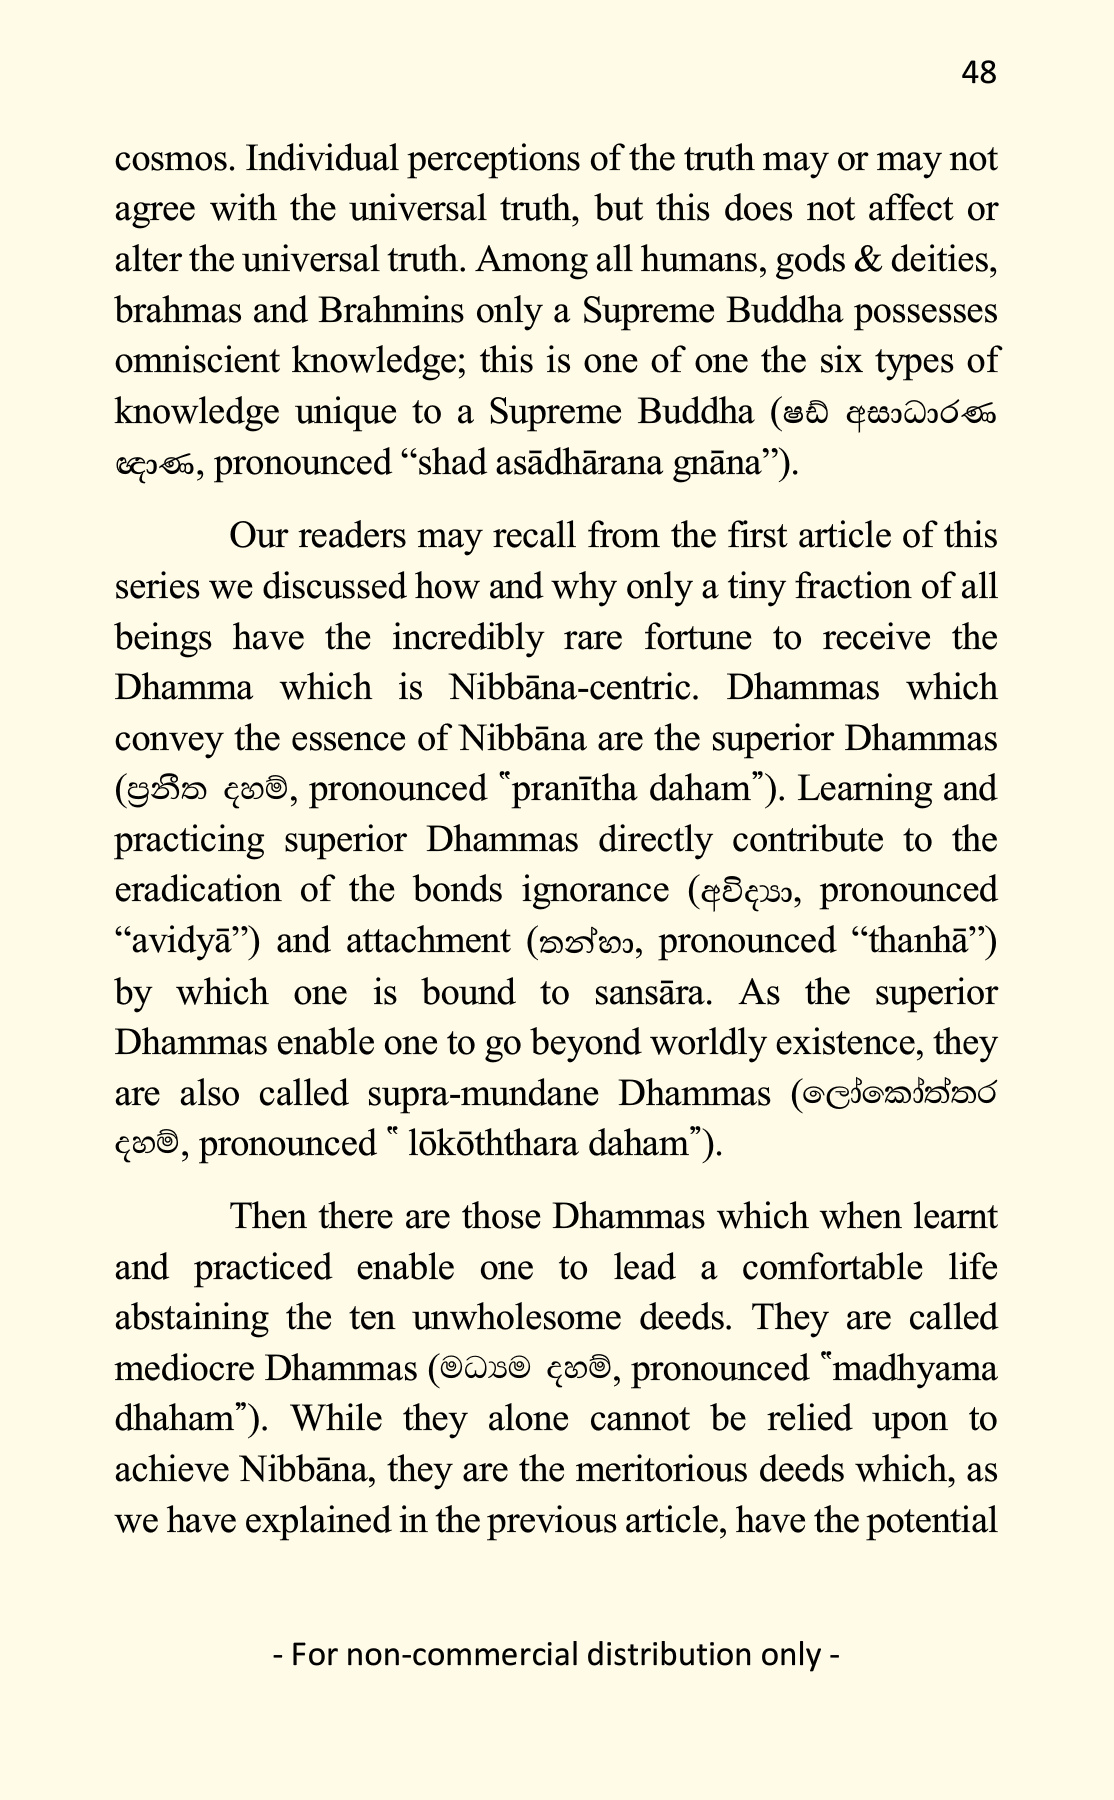 48
cosmos. Individual perceptions of the truth may or may not
agree with the universal truth, but this does not affect or
alter the universal truth. Among all humans, gods & deities,
brahmas and Brahmins only a Supreme Buddha possesses
omniscient knowledge; this is one of one the six types of
knowledge unique to a Supreme Buddha (ෂඩ් අසාධාරණ
ඥාණ, pronounced “shad asādhārana gnāna”).
Our readers may recall from the first article of this
series we discussed how and why only a tiny fraction of all
beings have the incredibly rare fortune to receive the
Dhamma which is Nibbāna-centric. Dhammas which
convey the essence of Nibbāna are the superior Dhammas
(ප්‍රනීත දහම්, pronounced ‟pranītha daham”). Learning and
practicing superior Dhammas directly contribute to the
eradication of the bonds ignorance (අවිද්‍යා, pronounced
“avidyā”) and attachment (තන්හා, pronounced “thanhā”)
by which one is bound to sansāra. As the superior
Dhammas enable one to go beyond worldly existence, they
are also called supra-mundane Dhammas (ලෝකෝත්තර
දහම්, pronounced ‟ lōkōththara daham”).
Then there are those Dhammas which when learnt
and practiced enable one to lead a comfortable life
abstaining the ten unwholesome deeds. They are called
mediocre Dhammas (මධ්‍යම දහම්, pronounced ‟madhyama
dhaham”). While they alone cannot be relied upon to
achieve Nibbāna, they are the meritorious deeds which, as
we have explained in the previous article, have the potential
- For non-commercial distribution only -